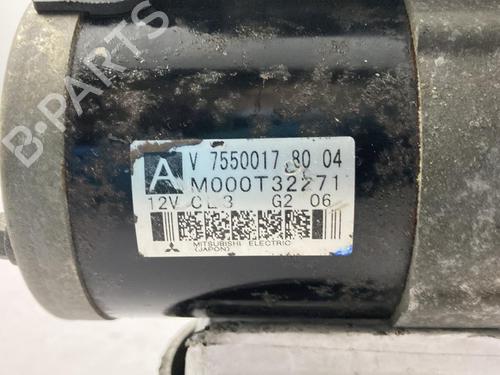 B-PARTS
A V 7550017 80 04
M000T32271
12V CL3 G2 06
MITSUBISHI ELECTRIC
(JAPON)